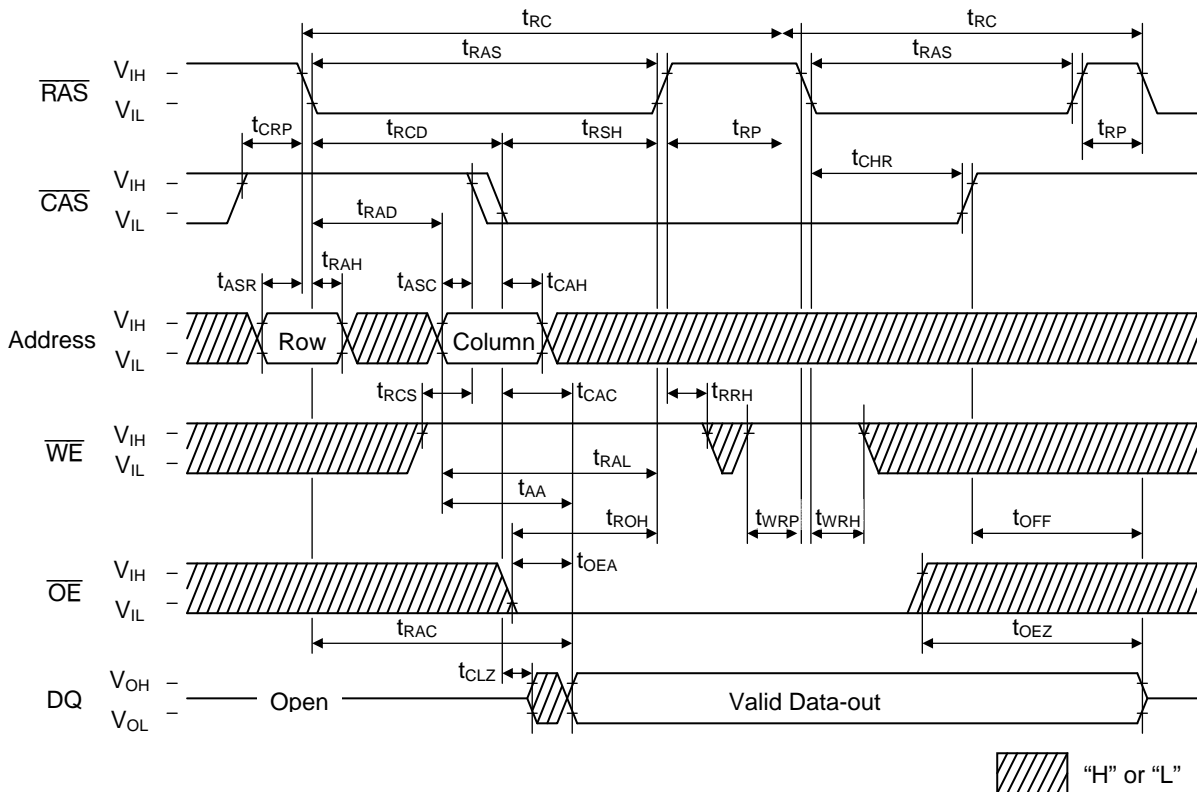 tRC tRC
tRAS tRAS
RAS VIH
VIL
tCRP tRCD tRSH tRP tRP
tCHR
CAS VIH
VIL
tRAD
tRAH
tASR tASC tCAH
Address VIH
VIL
Row Column
tRCS tCAC tRRH
WE VIH
VIL
tRAL
tAA
tROH tWRP tWRH tOFF
tOEA
OE VIH
VIL
tRAC tOEZ
tCLZ
DQ VOH
VOL
Open Valid Data-out
“H” or “L”